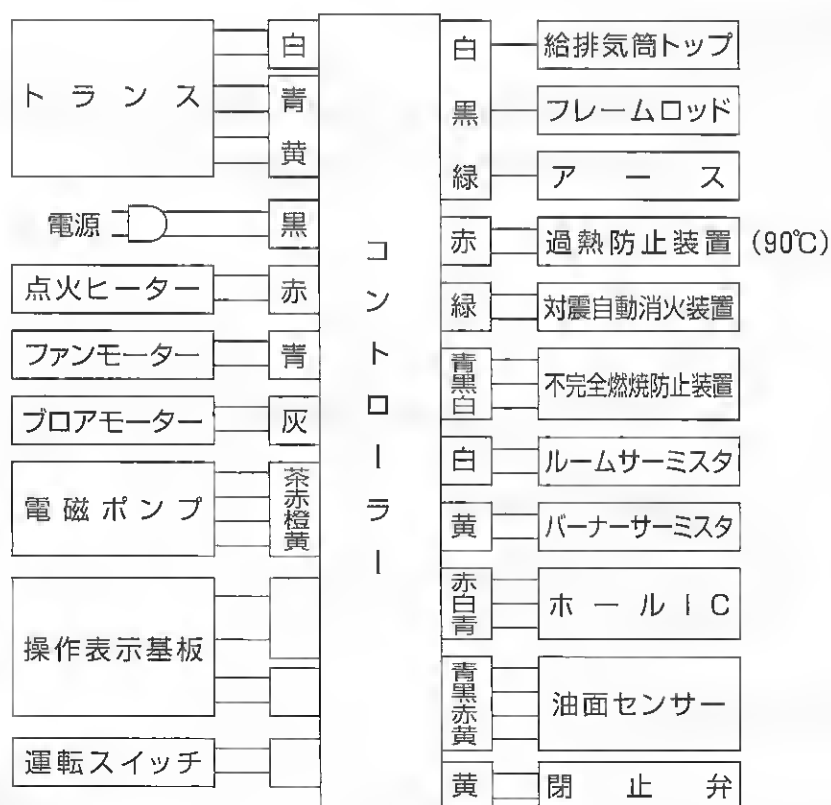 トランス
白
青
黄
電源
黒
点火ヒーター
赤
ファンモーター
青
ブロアモーター
灰
電磁ポンプ
茶
赤
橙
黄
操作表示基板
運転スイッチ
コントローラー
白
給排気筒トップ
黒
フレームロッド
緑
アース
赤
過熱防止装置 (90℃)
緑
対震自動消火装置
青
黒
白
不完全燃焼防止装置
白
ルームサーミスタ
黄
バーナーサーミスタ
赤
白
青
ホールIC
青
黒
赤
黄
油面センサー
黄
閉止弁